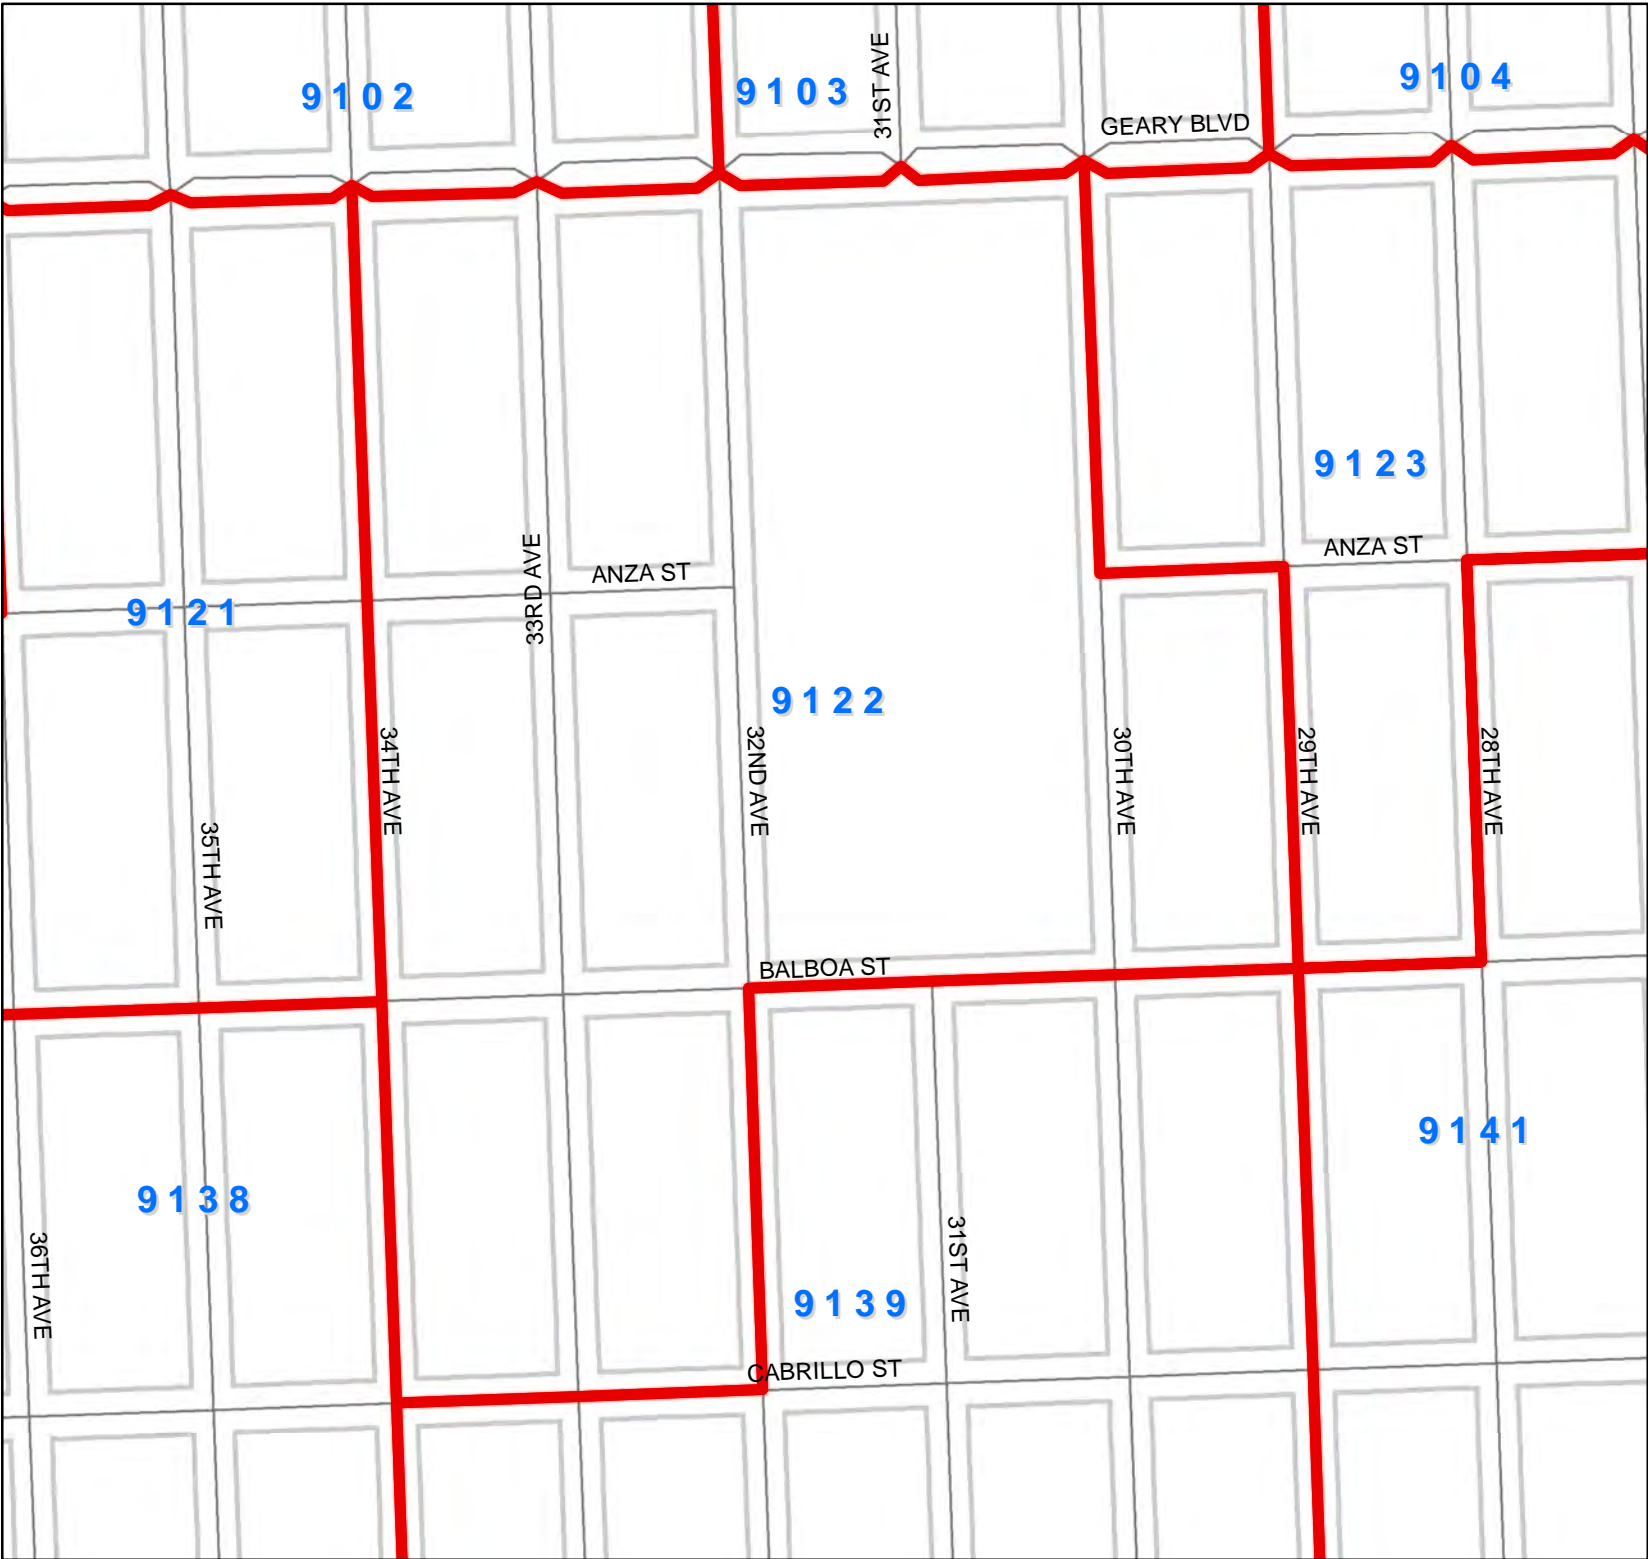 9102
9103
31ST AVE
9104
GEARY BLVD
9123
ANZA ST
33RD AVE
ANZA ST
9121
9122
34TH AVE
32ND AVE
30TH AVE
29TH AVE
28TH AVE
35TH AVE
BALBOA ST
9141
9138
36TH AVE
31ST AVE
9139
CABRILLO ST